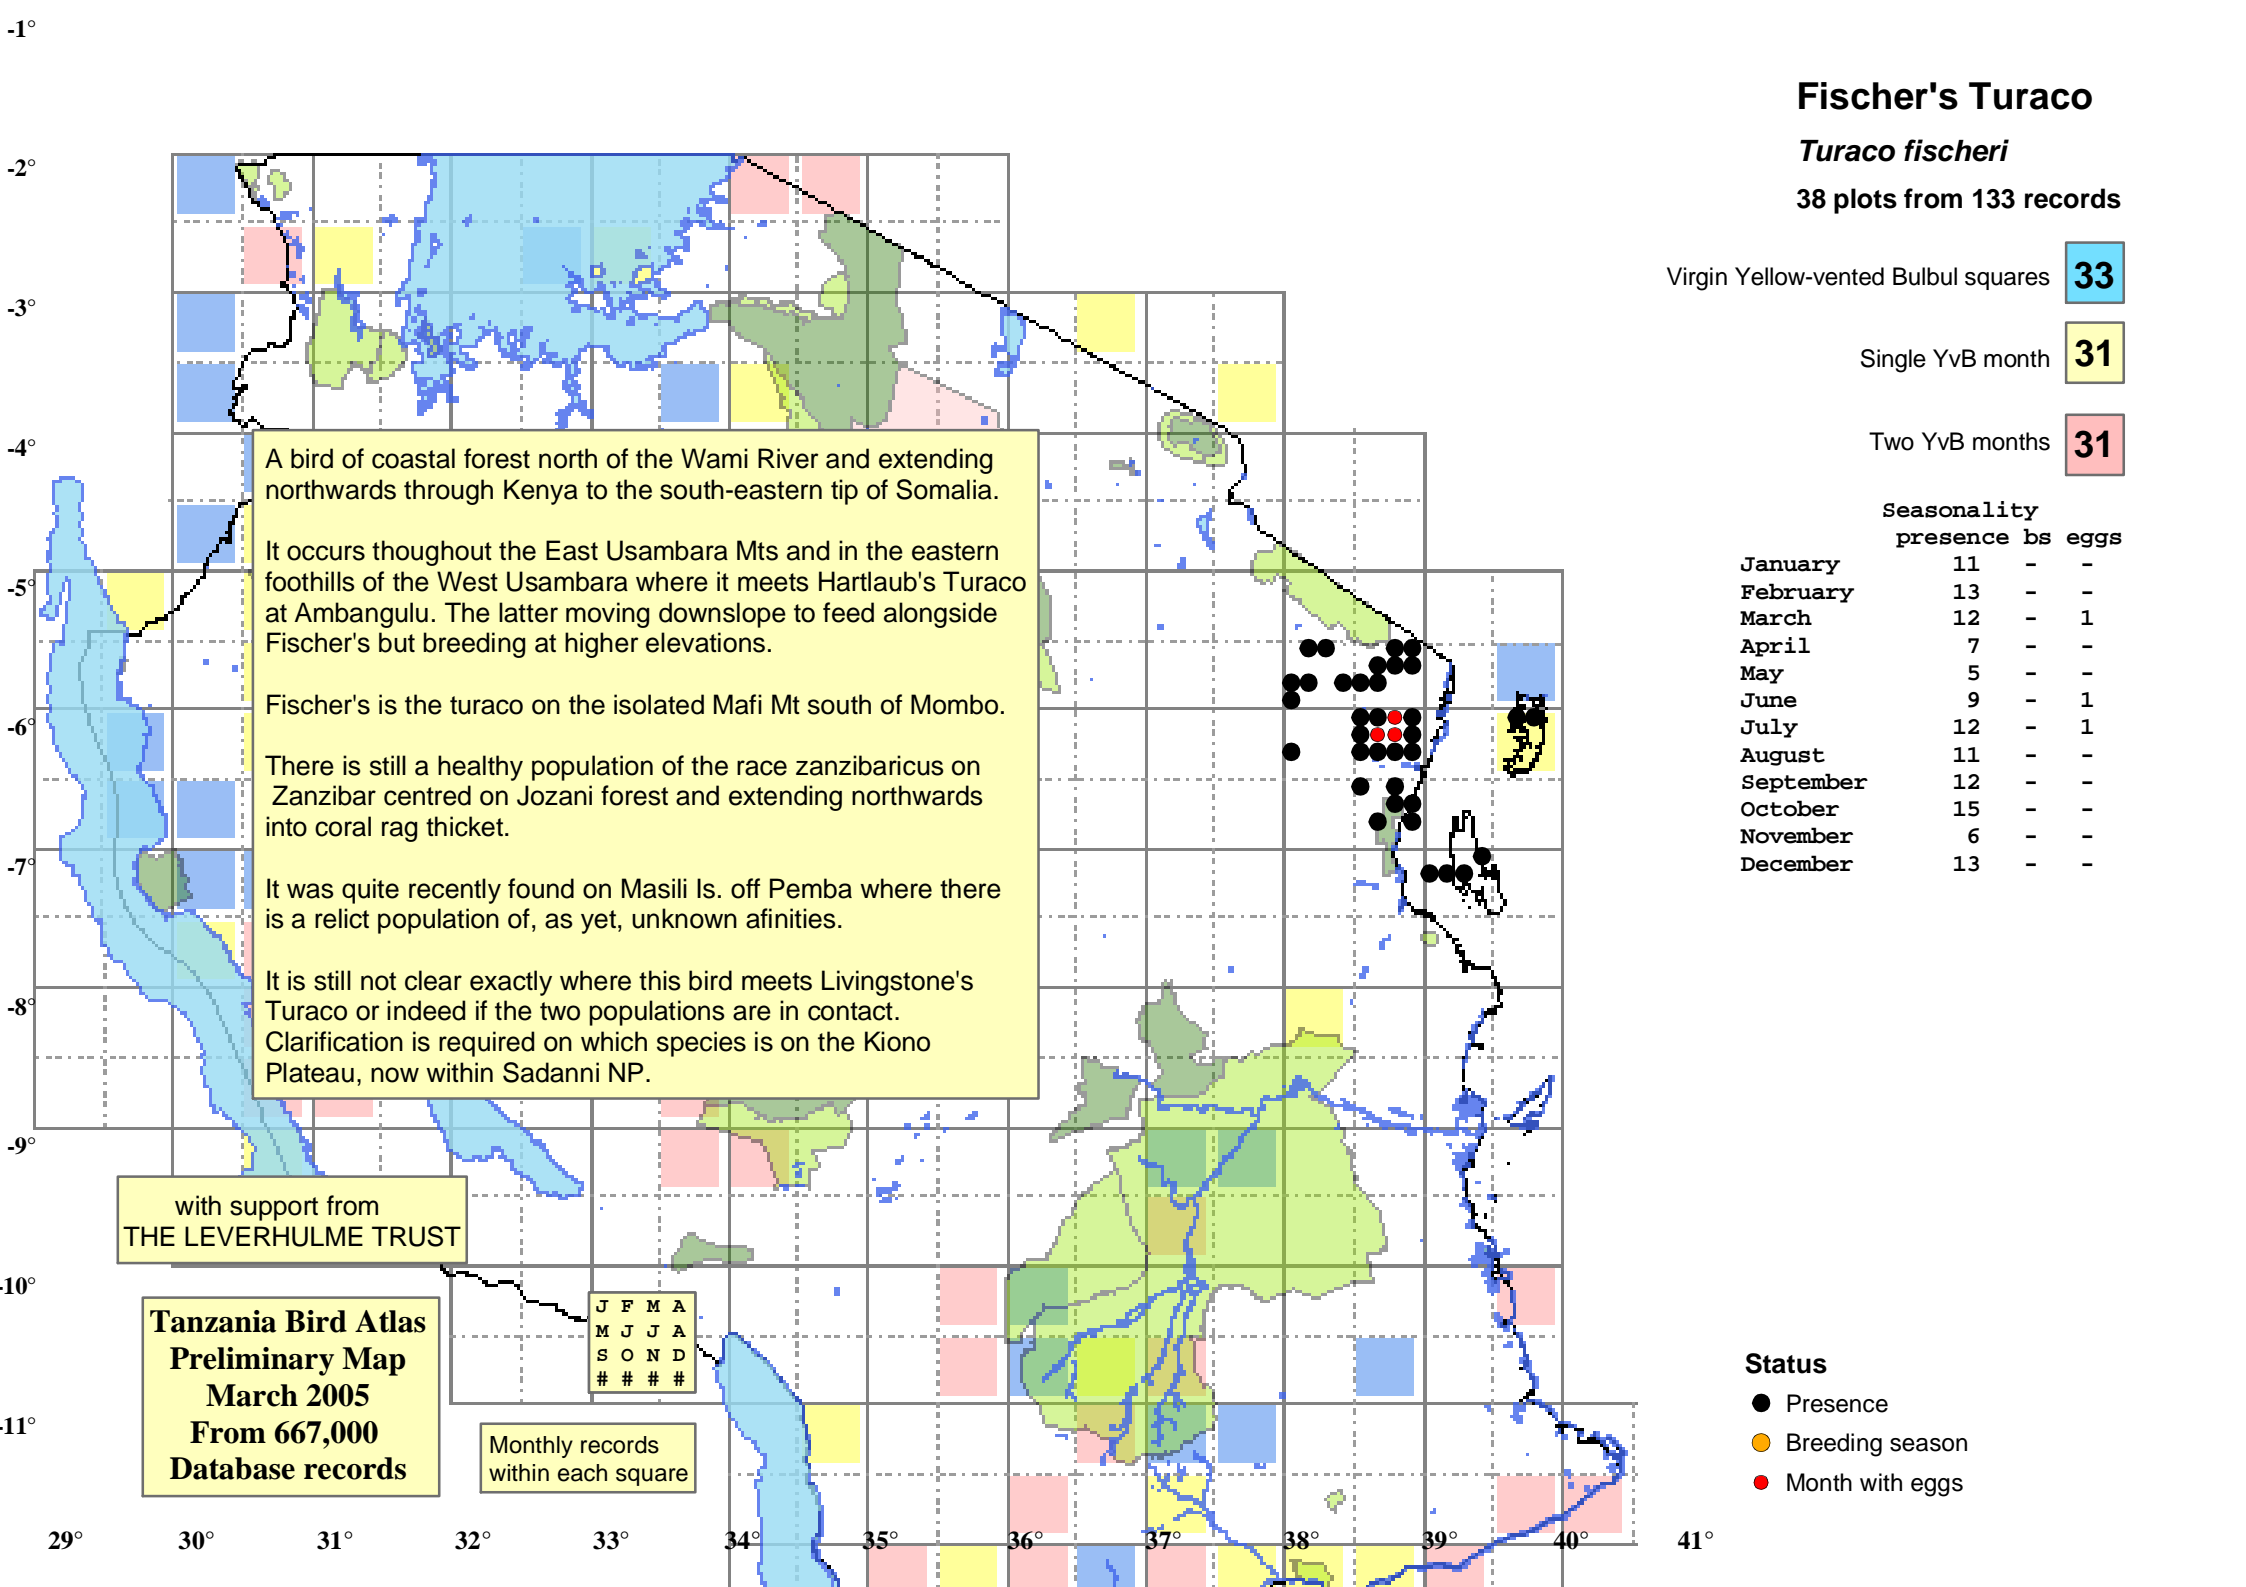 -1°
-2°
-3°
-4°
-5°
-6°
-7°
-8°
-9°
-10°
-11°
29°
30°
31°
32°
33°
34°
35°
36°
37°
38°
39°
40°
41°
A bird of coastal forest north of the Wami River and extending
northwards through Kenya to the south-eastern tip of Somalia.
It occurs thoughout the East Usambara Mts and in the eastern
foothills of the West Usambara where it meets Hartlaub's Turaco
at Ambangulu. The latter moving downslope to feed alongside
Fischer's but breeding at higher elevations.
Fischer's is the turaco on the isolated Mafi Mt south of Mombo.
There is still a healthy population of the race zanzibaricus on
Zanzibar centred on Jozani forest and extending northwards
into coral rag thicket.
It was quite recently found on Masili Is. off Pemba where there
is a relict population of, as yet, unknown afinities.
It is still not clear exactly where this bird meets Livingstone's
Turaco or indeed if the two populations are in contact.
Clarification is required on which species is on the Kiono
Plateau, now within Sadanni NP.
with support from
THE LEVERHULME TRUST
Tanzania Bird Atlas
Preliminary Map
March 2005
From 667,000
Database records
J F M A
M J J A
S O N D
# # # #
Monthly records
within each square
Fischer's Turaco
Turaco fischeri
38 plots from 133 records
Virgin Yellow-vented Bulbul squares 33
Single YvB month 31
Two YvB months 31
Seasonality
presence bs eggs
January 11 - -
February 13 - -
March 12 - 1
April 7 - -
May 5 - -
June 9 - 1
July 12 - 1
August 11 - -
September 12 - -
October 15 - -
November 6 - -
December 13 - -
Status
Presence
Breeding season
Month with eggs